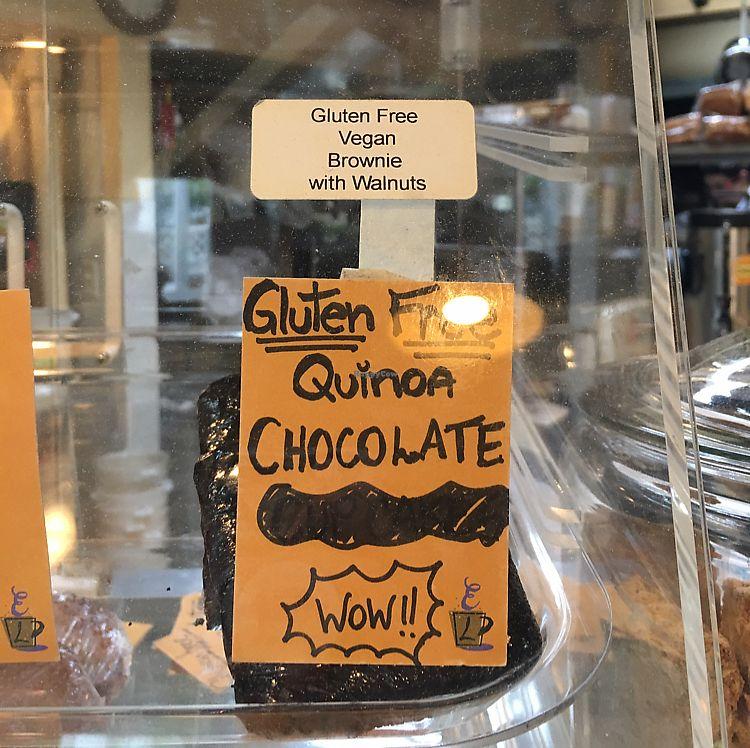 Gluten Free
Vegan
Brownie
with Walnuts
Gluten Free
Quinoa
CHOCOLATE
WOW!!
L